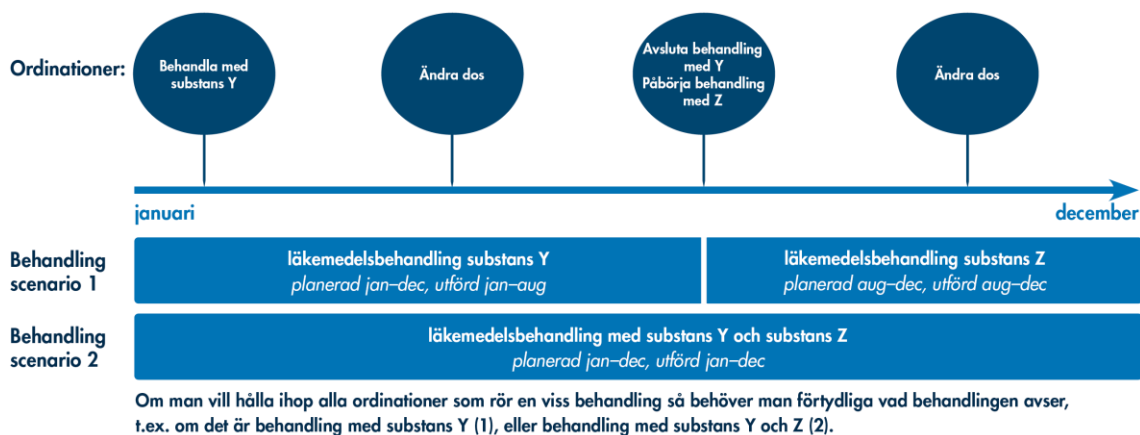 Ordinationer:
Behandla med
substans Y
Ändra dos
Avsluta behandling
med Y
Påbörja behandling
med Z
Ändra dos
januari
december
Behandling
scenario 1
läkemedelsbehandling substans Y
planerad jan–dec, utförd jan–aug
läkemedelsbehandling substans Z
planerad aug–dec, utförd aug–dec
Behandling
scenario 2
läkemedelsbehandling med substans Y och substans Z
planerad jan–dec, utförd jan–dec
Om man vill hålla ihop alla ordinationer som rör en viss behandling så behöver man förtydliga vad behandlingen avser,
t.ex. om det är behandling med substans Y (1), eller behandling med substans Y och Z (2).